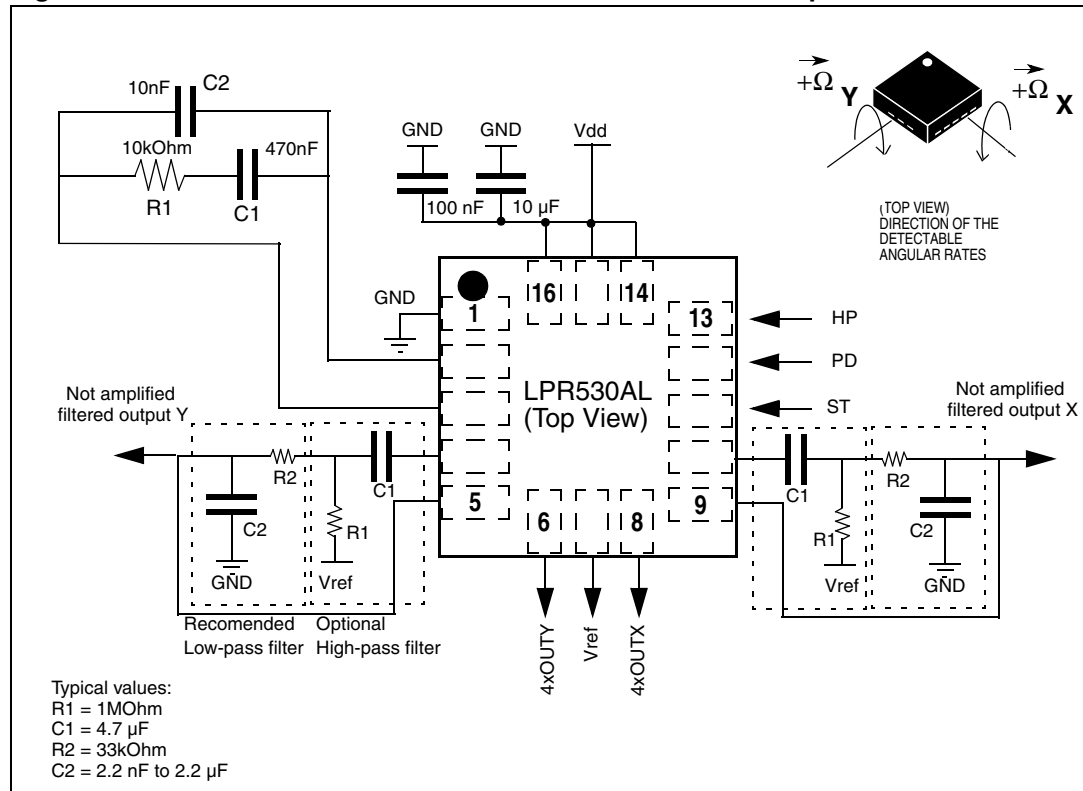 10nF C2
10kOhm 470nF
R1 C1
GND GND Vdd
100 nF 10 µF
+Ω Y +Ω X
(TOP VIEW)
DIRECTION OF THE
DETECTABLE
ANGULAR RATES
GND
1 16 14 13
HP
PD
ST
LPR530AL
(Top View)
Not amplified
filtered output Y
Not amplified
filtered output X
R2 C1
C2 R1
GND Vref
5 6 8 9
C1 R2
R1 C2
Vref GND
Recomended
Low-pass filter
Optional
High-pass filter
4xOUTY
Vref
4xOUTX
Typical values:
R1 = 1MOhm
C1 = 4.7 µF
R2 = 33kOhm
C2 = 2.2 nF to 2.2 µF